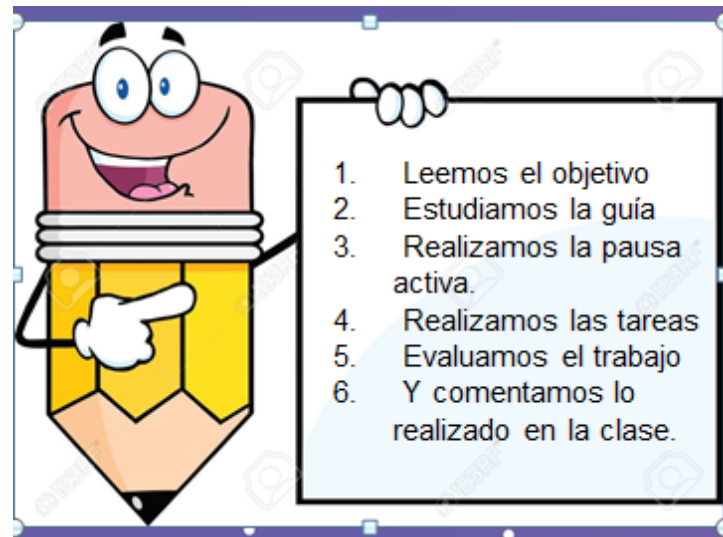 1. Leemos el objetivo
2. Estudiamos la guía
3. Realizamos la pausa
activa.
4. Realizamos las tareas
5. Evaluamos el trabajo
6. Y comentamos lo
realizado en la clase.